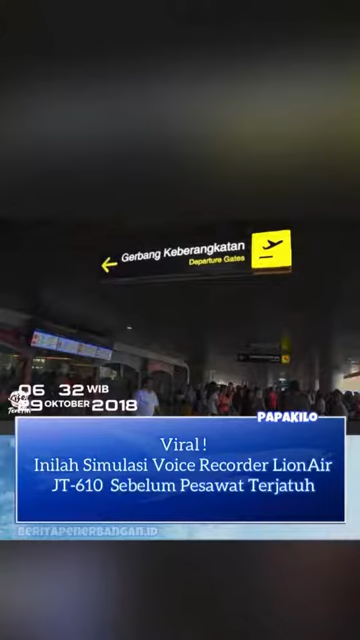 Gerbang Keberangkatan
Departure Gates
06 32 WIB
29 OKTOBER 2018
PAPAKILO
Viral !
Inilah Simulasi Voice Recorder LionAir
JT-610 Sebelum Pesawat Terjatuh
BERITAPENERBANGAN.ID